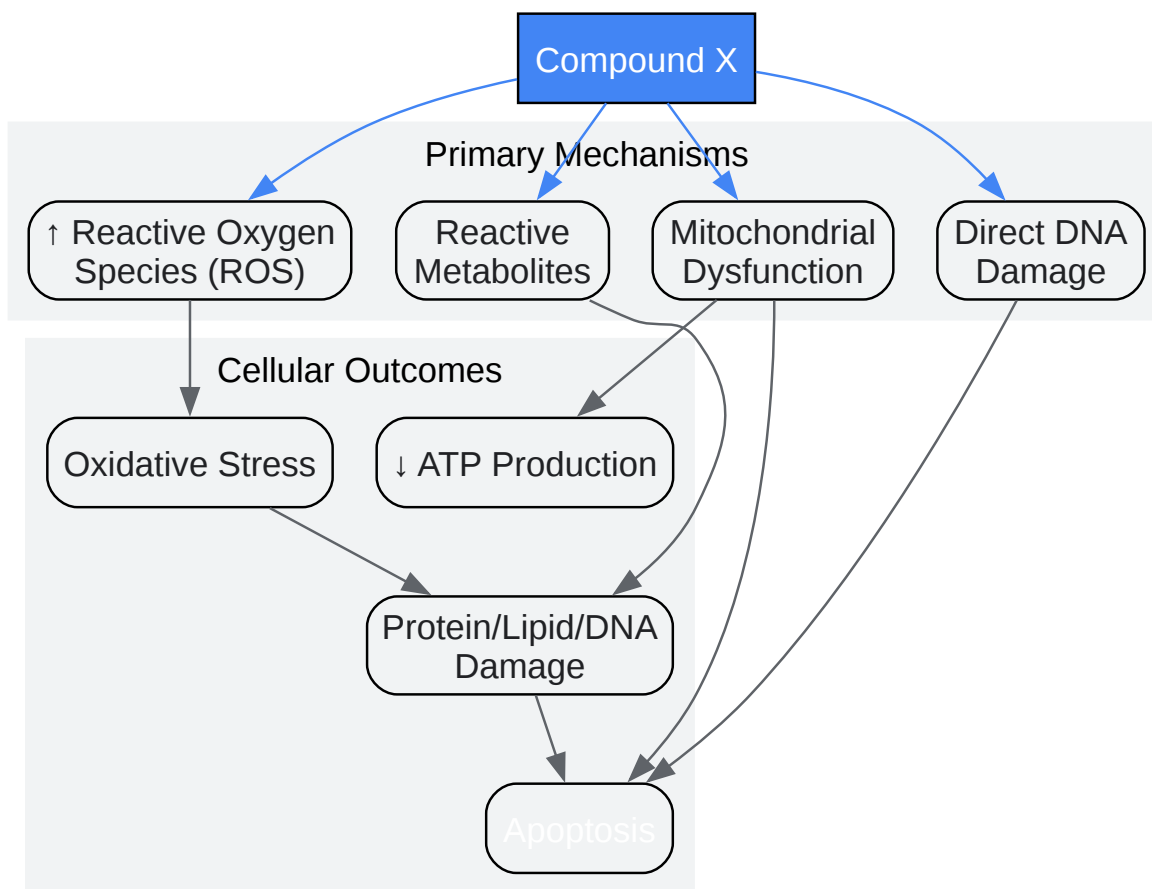 Compound X
Primary Mechanisms
↑ Reactive Oxygen
Species (ROS)
Reactive
Metabolites
Mitochondrial
Dysfunction
Direct DNA
Damage
Cellular Outcomes
Oxidative Stress
↓ ATP Production
Protein/Lipid/DNA
Damage
Apoptosis